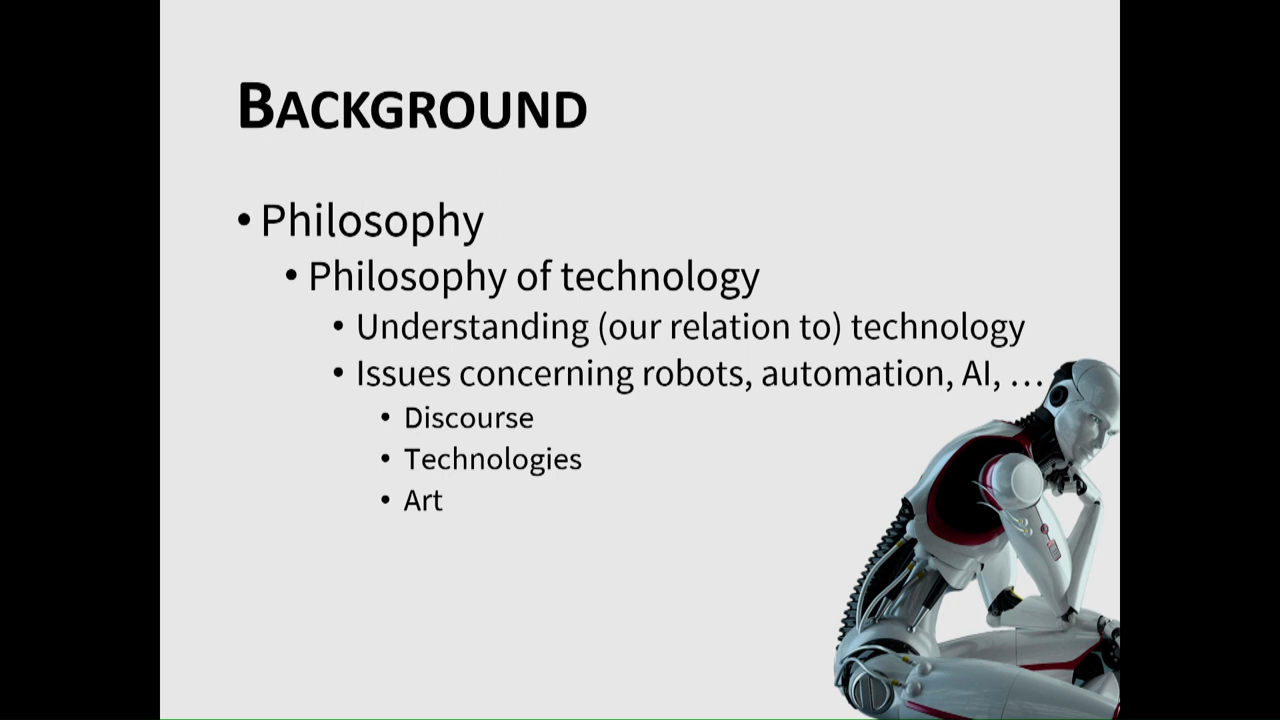 BACKGROUND
• Philosophy
• Philosophy of technology
• Understanding (our relation to) technology
• Issues concerning robots, automation, AI, …
• Discourse
• Technologies
• Art